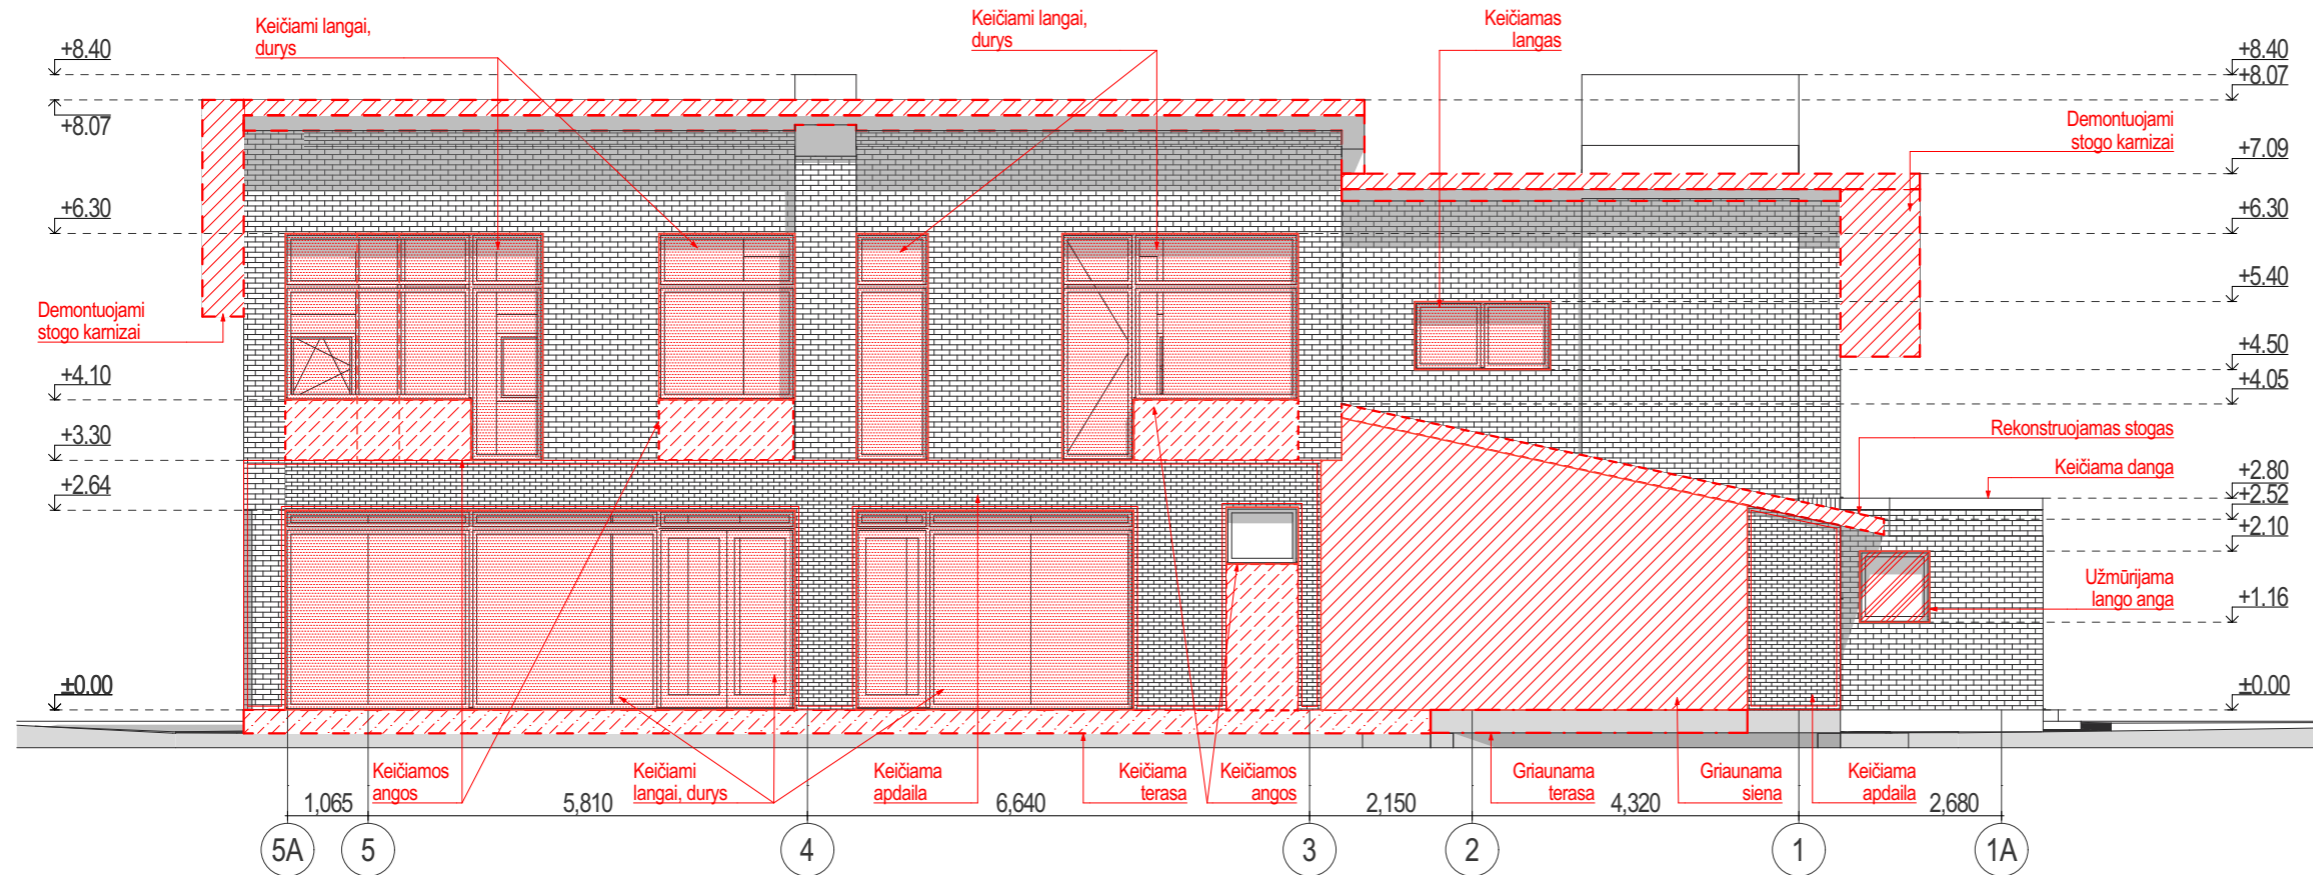 Keičiami langai,
durys
Keičiami langai,
durys
Keičiamas
langas
+8.40
+8.07
+6.30
+4.10
+3.30
+2.64
±0.00
+8.40
+8.07
+7.09
+6.30
+5.40
+4.50
+4.05
+2.80
+2.52
+2.10
+1.16
±0.00
Demontuojami
stogo karnizai
Demontuojami
stogo karnizai
Rekonstruojamas stogas
Keičiama danga
Užmūrijama
lango anga
Keičiamos
angos
Keičiami
langai, durys
Keičiama
apdaila
Keičiama
terasa
Keičiamos
angos
Griaunama
terasa
Griaunama
siena
Keičiama
apdaila
1,065
5,810
6,640
2,150
4,320
2,680
5A
5
4
3
2
1
1A